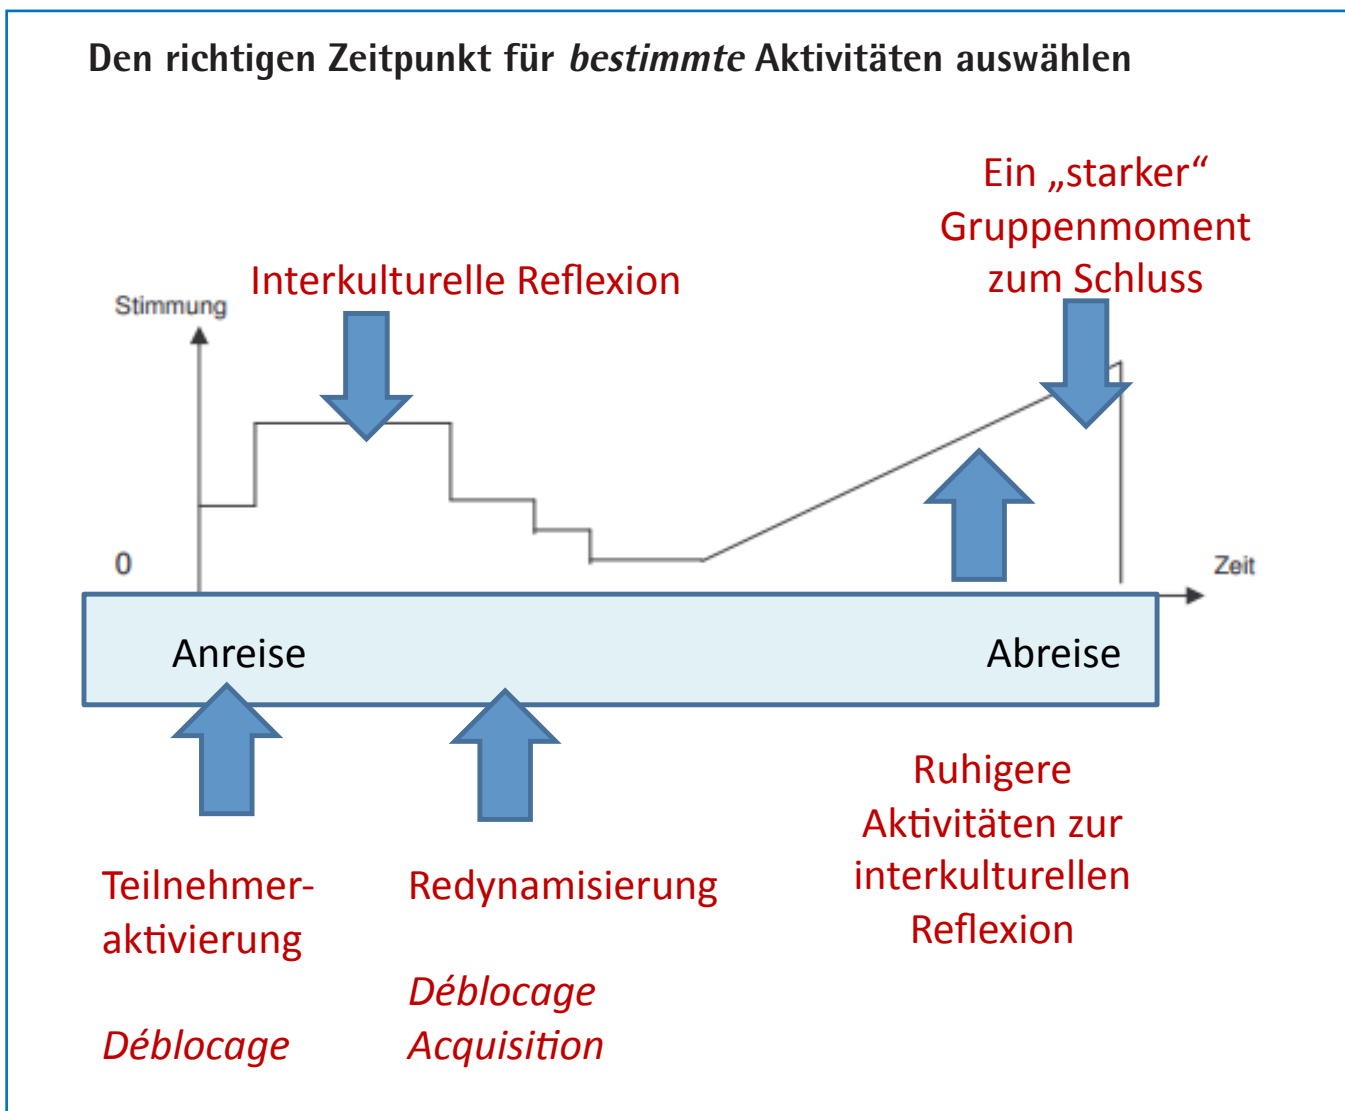 Den richtigen Zeitpunkt für bestimmte Aktivitäten auswählen
Ein „starker“
Gruppenmoment
zum Schluss
Interkulturelle Reflexion
Stimmung
0
Zeit
Anreise
Abreise
Teilnehmer-
aktivierung
Déblocage
Redynamisierung
Déblocage
Acquisition
Ruhigere
Aktivitäten zur
interkulturellen
Reflexion